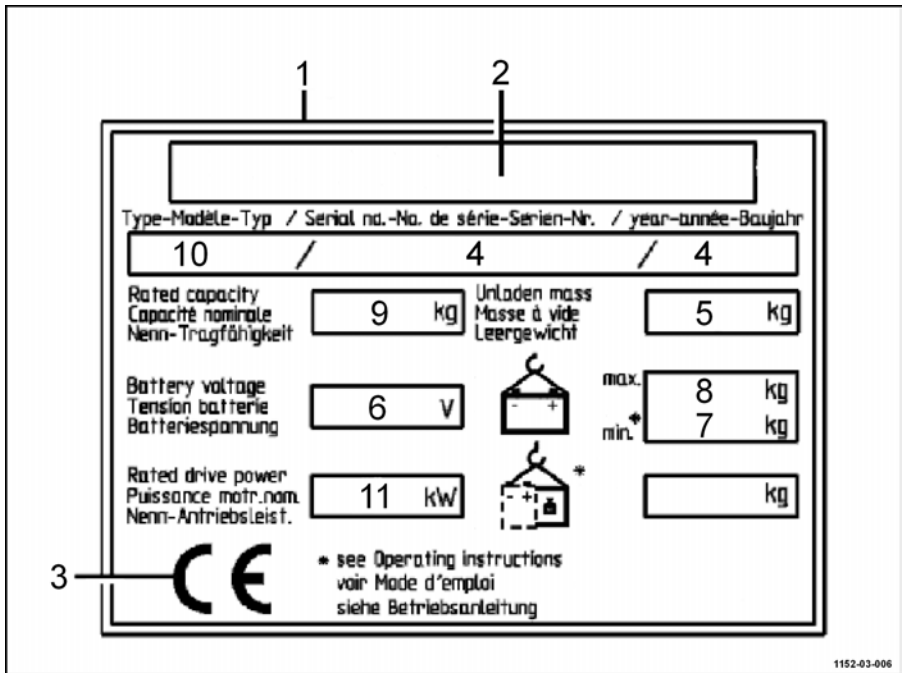 1 2
Type-Modèle-Typ / Serial no.-No. de série-Serien-Nr. / year-année-Baujahr
10 / 4 / 4
Rated capacity
Capacité nominale
Nenn-Tragfähigkeit
9 kg
Unladen mass
Masse à vide
Leergewicht
5 kg
Battery voltage
Tension batterie
Batteriespannung
6 V
- +
max. 8 kg
min.* 7 kg
Rated drive power
Puissance motr.nom.
Nenn-Antriebsleist.
11 kW
- + *
kg
3 CE
* see Operating instructions
voir Mode d'emploi
siehe Betriebsanleitung
1152-03-006